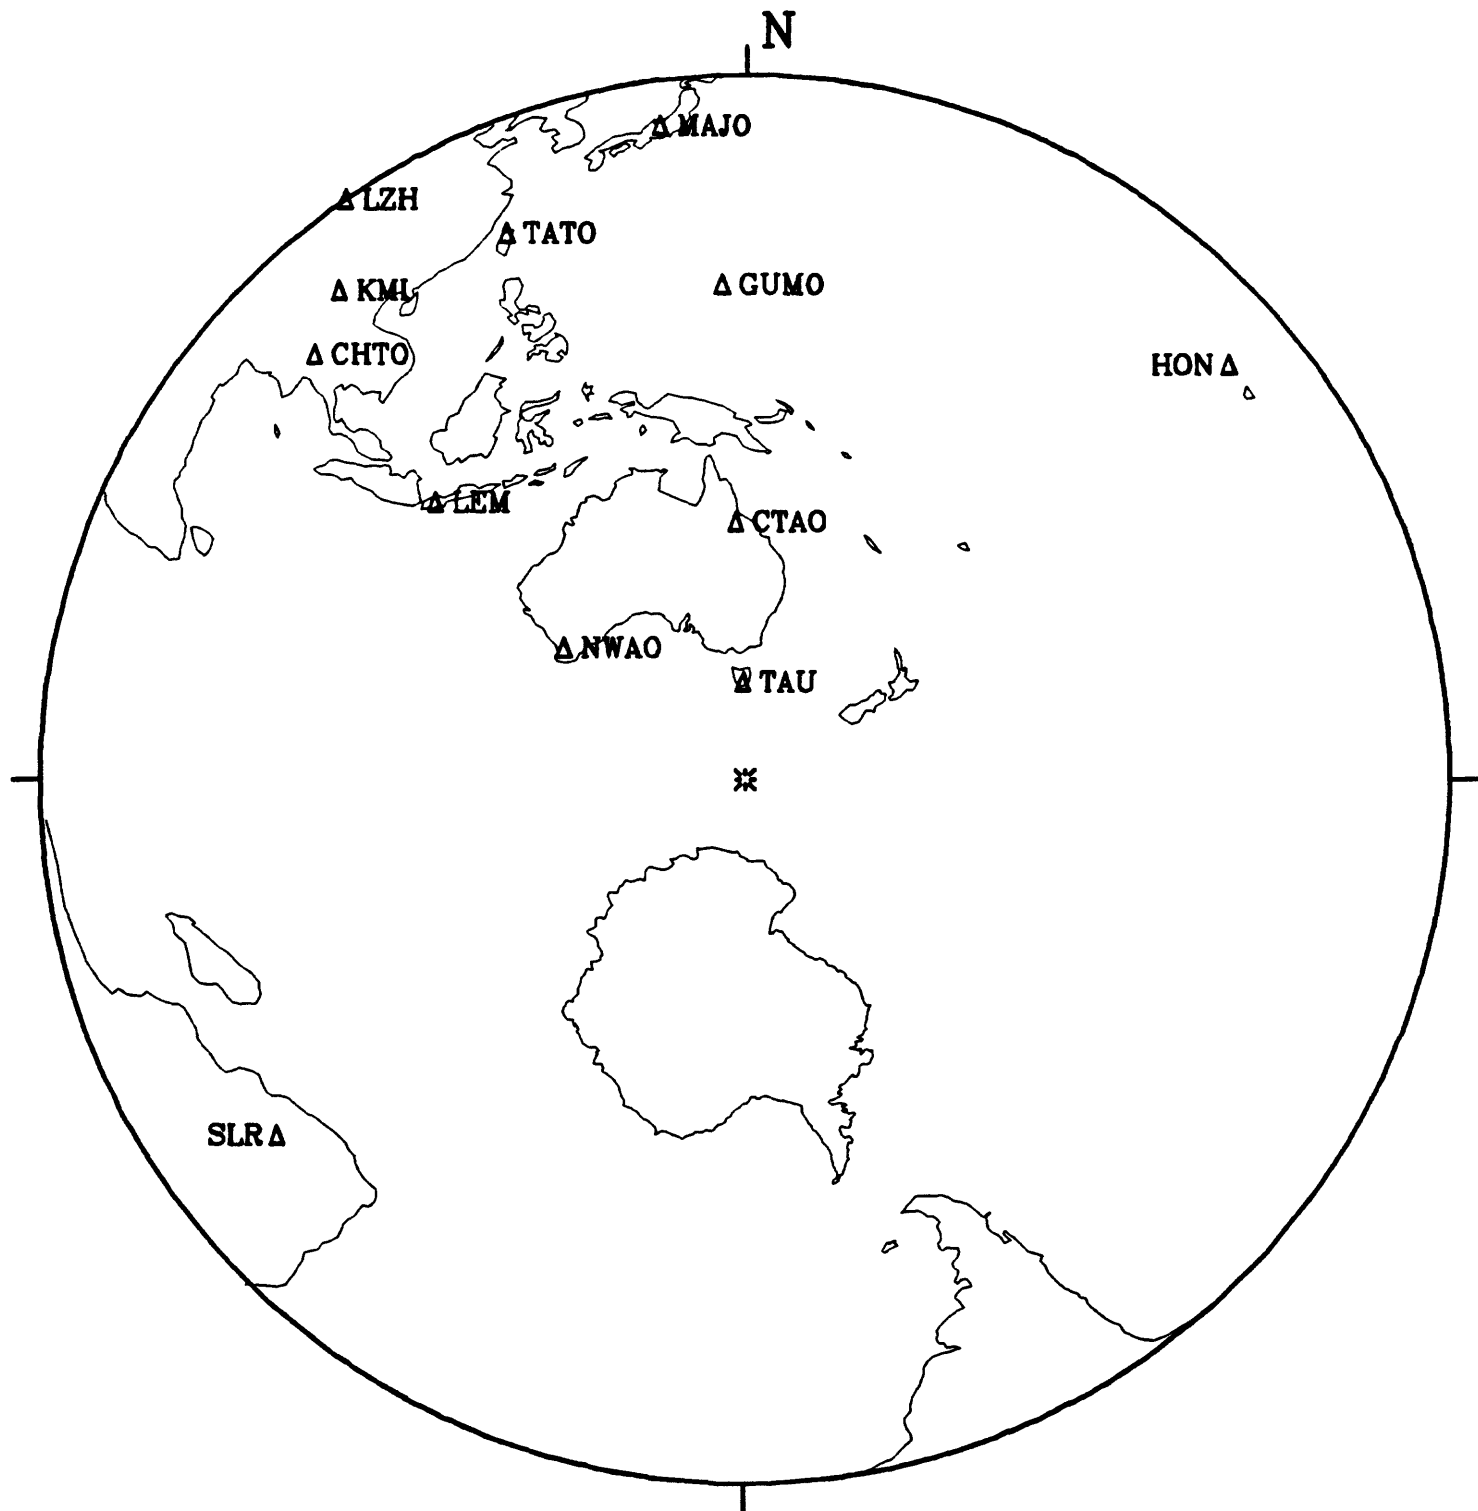 N
MAJO
LZH
TATO
KMI
GUMO
CHTO
HON
LEM
CTAO
NWAO
TAU
SLR